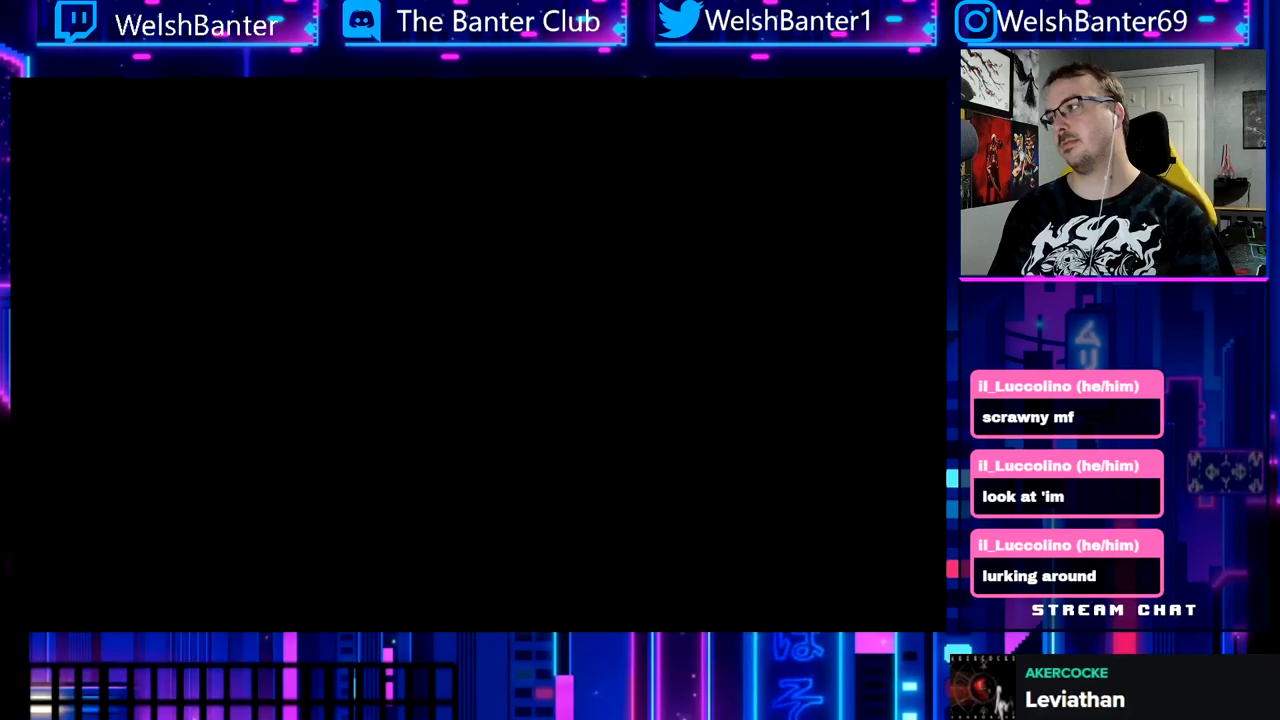 WelshBanter
The Banter Club
WelshBanter1
WelshBanter69
NYX
il_Luccolino (he/him)
scrawny mf
il_Luccolino (he/him)
look at 'im
il_Luccolino (he/him)
lurking around
STREAM CHAT
AKERCOCKE
Leviathan